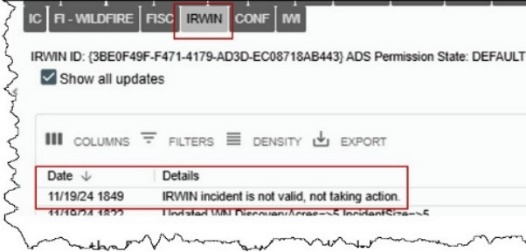 IC FI - WILDFIRE FISC IRWIN CONF IWI
IRWIN ID: {3BE0F49F-F471-4179-AD3D-EC08718AB443} ADS Permission State: DEFAULT
Show all updates
COLUMNS FILTERS DENSITY EXPORT
Date ↓ Details
11/19/24 1849 IRWIN incident is not valid, not taking action.
11/19/24 1822 Updated WN DiscoveryAcres=>5 IncidentSize=>5